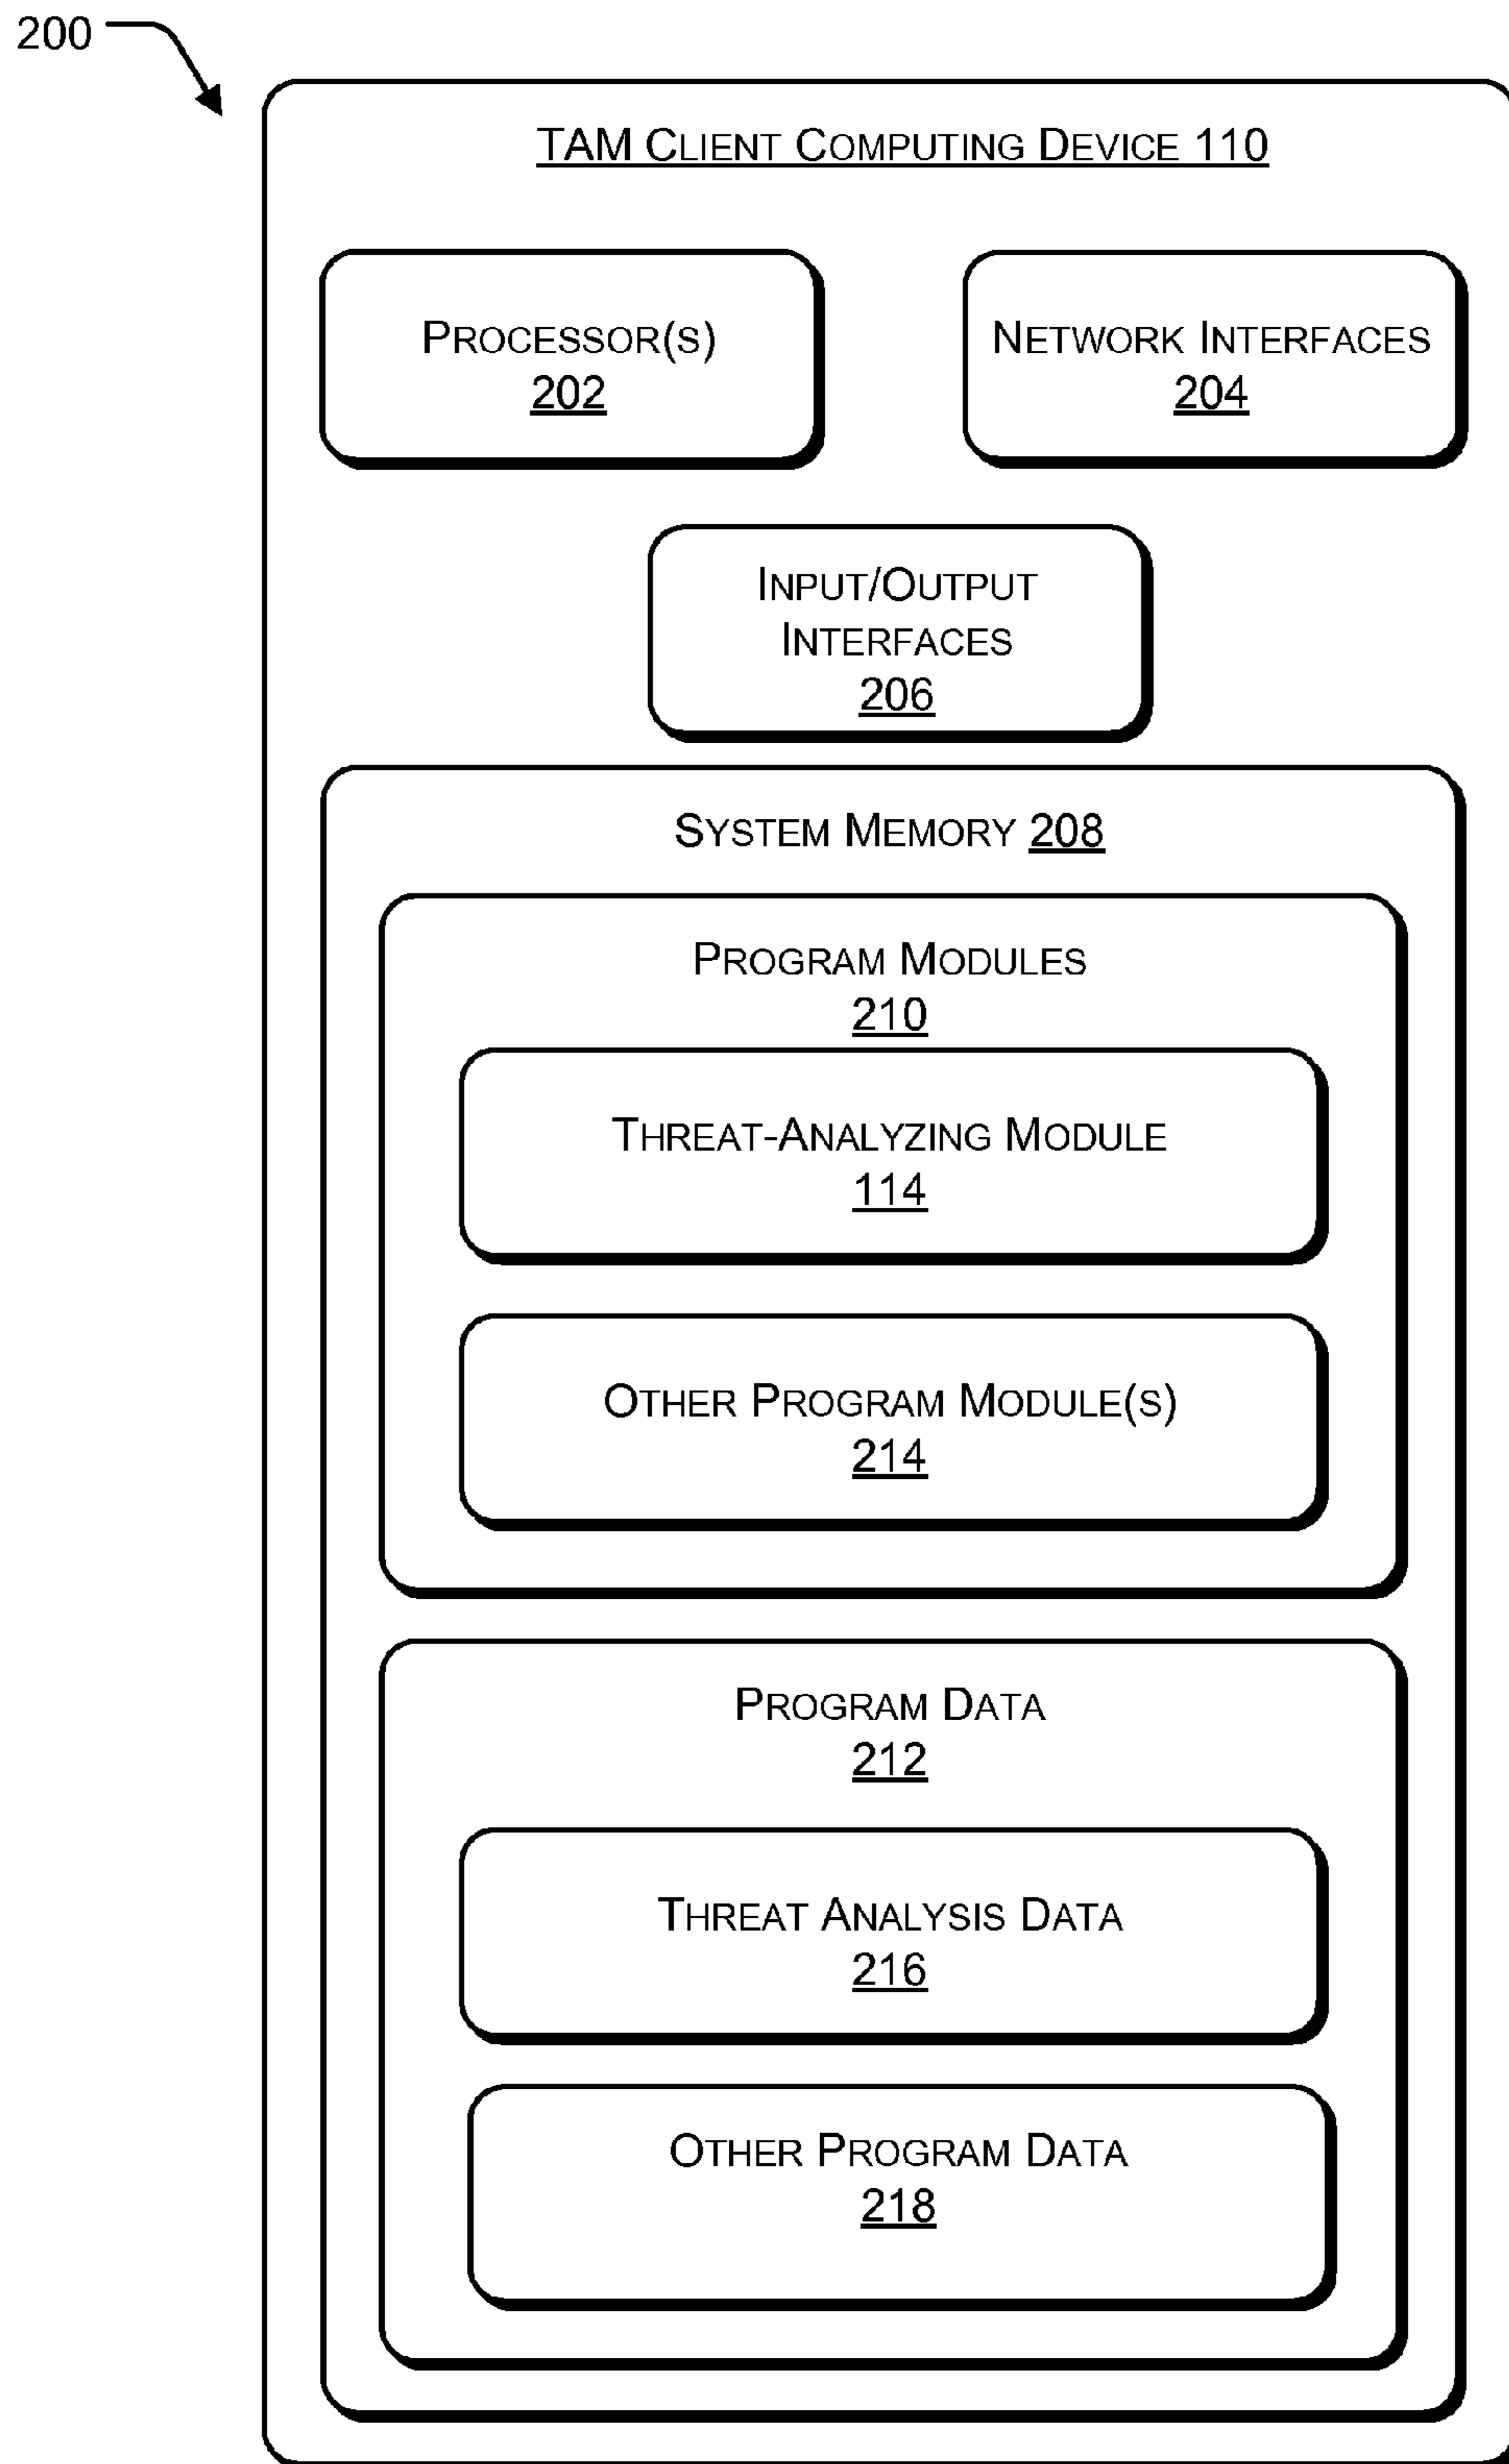 200
TAM CLIENT COMPUTING DEVICE 110
PROCESSOR(S)
202
NETWORK INTERFACES
204
INPUT/OUTPUT
INTERFACES
206
SYSTEM MEMORY 208
PROGRAM MODULES
210
THREAT-ANALYZING MODULE
114
OTHER PROGRAM MODULE(S)
214
PROGRAM DATA
212
THREAT ANALYSIS DATA
216
OTHER PROGRAM DATA
218